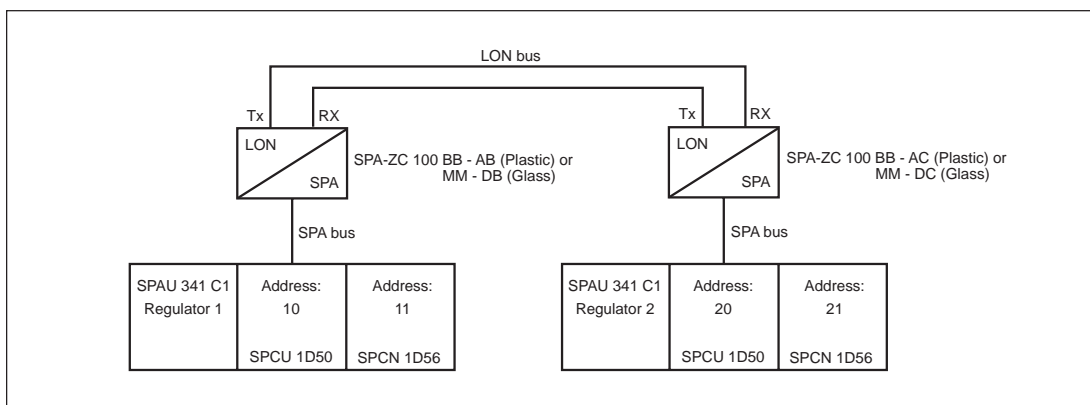 LON bus
Tx RX
LON
SPA
SPA-ZC 100 BB - AB (Plastic) or
MM - DB (Glass)
Tx RX
LON
SPA
SPA-ZC 100 BB - AC (Plastic) or
MM - DC (Glass)
SPA bus
SPA bus
SPAU 341 C1
Regulator 1
Address:
10
SPCU 1D50
Address:
11
SPCN 1D56
SPAU 341 C1
Regulator 2
Address:
20
SPCU 1D50
Address:
21
SPCN 1D56